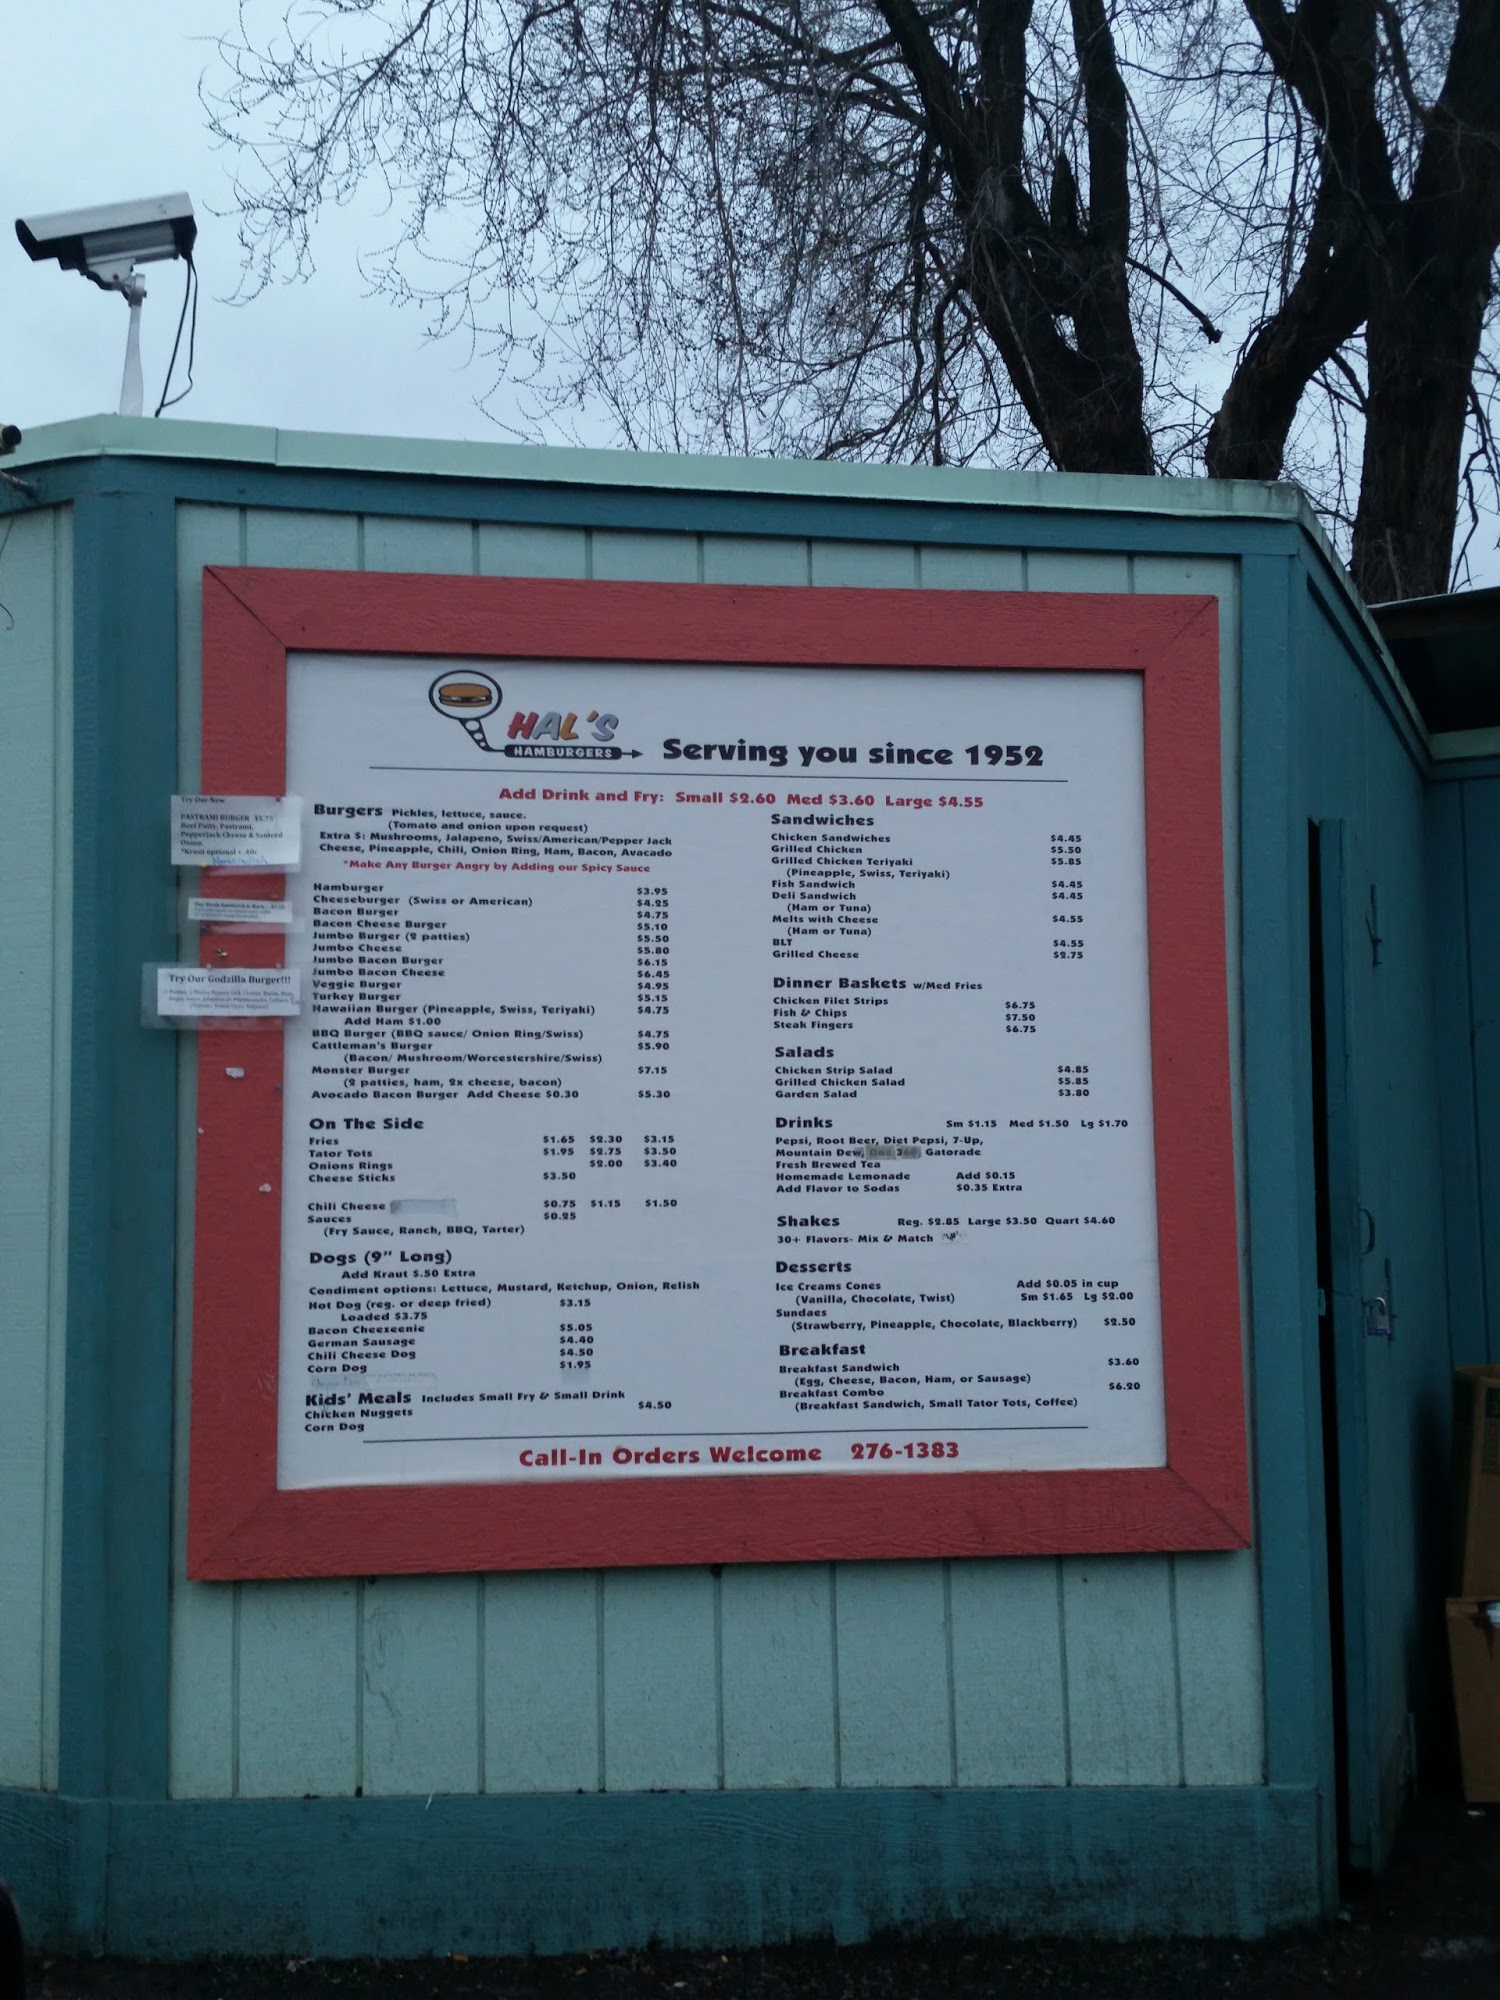 HAL'S
HAMBURGERS
Serving you since 1952
Add Drink and Fry: Small $2.60 Med $3.60 Large $4.55
Burgers Pickles, lettuce, sauce.
(Tomato and onion upon request)
Extra $: Mushrooms, Jalapeno, Swiss/American/Pepper Jack
Cheese, Pineapple, Chili, Onion Ring, Ham, Bacon, Avacado
*Make Any Burger Angry by Adding our Spicy Sauce
Hamburger $3.95
Cheeseburger (Swiss or American) $4.25
Bacon Burger $4.75
Bacon Cheese Burger $5.10
Jumbo Burger (2 patties) $5.50
Jumbo Cheese $5.80
Jumbo Bacon Burger $6.15
Jumbo Bacon Cheese $6.45
Veggie Burger $4.95
Turkey Burger $5.15
Hawaiian Burger (Pineapple, Swiss, Teriyaki) $4.75
Add Ham $1.00
BBQ Burger (BBQ sauce/ Onion Ring/Swiss) $4.75
Cattleman's Burger $5.90
(Bacon/ Mushroom/Worcestershire/Swiss)
Monster Burger $7.15
(2 patties, ham, 2x cheese, bacon)
Avocado Bacon Burger Add Cheese $0.30 $5.30
On The Side
Fries $1.65 $2.30 $3.15
Tator Tots $1.95 $2.75 $3.50
Onions Rings $2.00 $3.40
Cheese Sticks $3.50
Chili Cheese $0.75 $1.15 $1.50
Sauces $0.25
(Fry Sauce, Ranch, BBQ, Tarter)
Dogs (9" Long)
Add Kraut $.50 Extra
Condiment options: Lettuce, Mustard, Ketchup, Onion, Relish
Hot Dog (reg. or deep fried) $3.15
Loaded $3.75
Bacon Cheezeenie $5.05
German Sausage $4.40
Chili Cheese Dog $4.50
Corn Dog $1.95
Kids' Meals Includes Small Fry & Small Drink
Chicken Nuggets $4.50
Corn Dog
Sandwiches
Chicken Sandwiches $4.45
Grilled Chicken $5.50
Grilled Chicken Teriyaki $5.85
(Pineapple, Swiss, Teriyaki)
Fish Sandwich $4.45
Deli Sandwich $4.45
(Ham or Tuna)
Melts with Cheese $4.55
(Ham or Tuna)
BLT $4.55
Grilled Cheese $2.75
Dinner Baskets w/Med Fries
Chicken Filet Strips $6.75
Fish & Chips $7.50
Steak Fingers $6.75
Salads
Chicken Strip Salad $4.85
Grilled Chicken Salad $5.85
Garden Salad $3.80
Drinks Sm $1.15 Med $1.50 Lg $1.70
Pepsi, Root Beer, Diet Pepsi, 7-Up,
Mountain Dew, Gatorade
Fresh Brewed Tea
Homemade Lemonade Add $0.15
Add Flavor to Sodas $0.35 Extra
Shakes Reg. $2.85 Large $3.50 Quart $4.60
30+ Flavors- Mix & Match
Desserts
Ice Creams Cones Add $0.05 in cup
(Vanilla, Chocolate, Twist) Sm $1.65 Lg $2.00
Sundaes
(Strawberry, Pineapple, Chocolate, Blackberry) $2.50
Breakfast
Breakfast Sandwich $3.60
(Egg, Cheese, Bacon, Ham, or Sausage)
Breakfast Combo $6.20
(Breakfast Sandwich, Small Tator Tots, Coffee)
Call-In Orders Welcome 276-1383
Try Our New
PASTRAMI BURGER $5.75
Beef Patty, Pastrami,
Pepperjack Cheese & Sauteed
Onion
*Kraut optional +
Try Our Godzilla Burger!!!